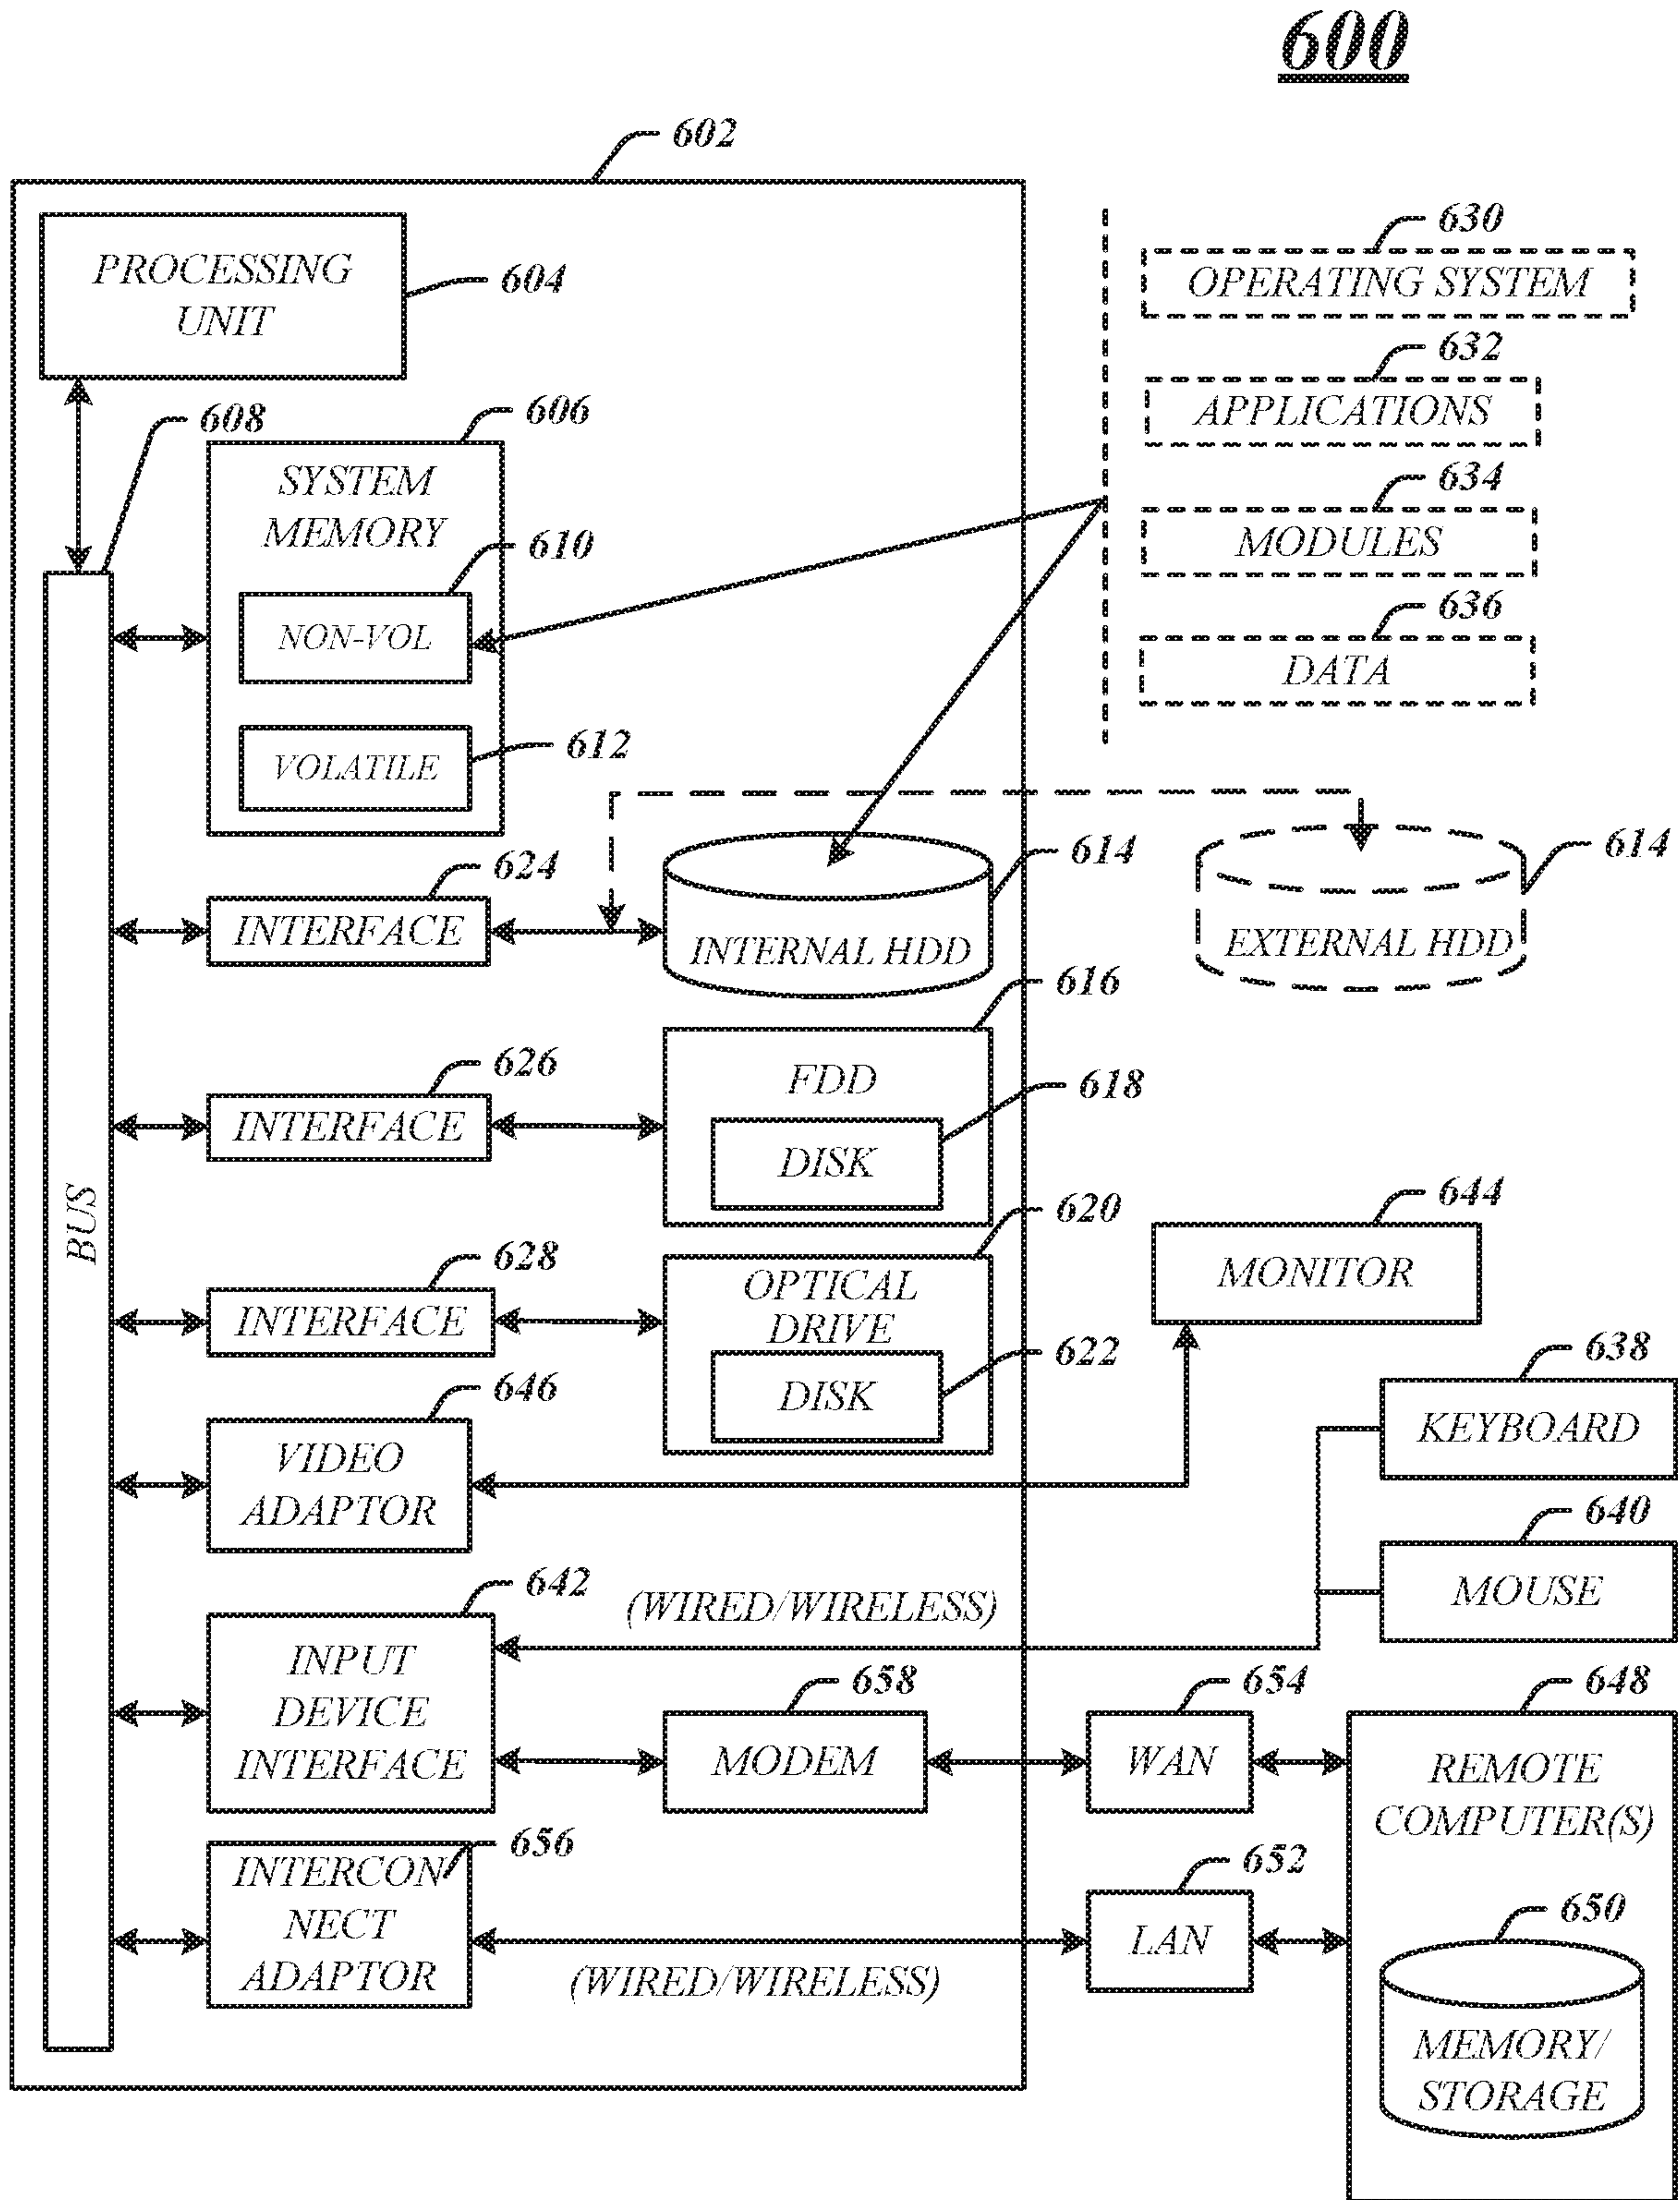 600
602
PROCESSING
UNIT
604
608
606
SYSTEM
MEMORY
610
NON-VOL
612
VOLATILE
630
OPERATING SYSTEM
632
APPLICATIONS
634
MODULES
636
DATA
BUS
624
INTERFACE
614
INTERNAL HDD
614
EXTERNAL HDD
626
INTERFACE
616
FDD
618
DISK
628
INTERFACE
620
OPTICAL
DRIVE
622
DISK
644
MONITOR
646
VIDEO
ADAPTOR
638
KEYBOARD
640
MOUSE
642
INPUT
DEVICE
INTERFACE
(WIRED/WIRELESS)
658
MODEM
654
WAN
648
REMOTE
COMPUTER(S)
656
INTERCON
NECT
ADAPTOR
(WIRED/WIRELESS)
652
LAN
650
MEMORY/
STORAGE